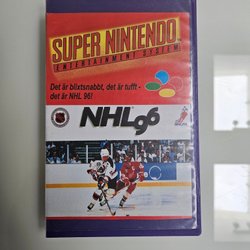 SUPER NINTENDO
ENTERTAINMENT SYSTEM
Det är blixtsnabbt, det är tufft -
det är NHL 96!
NHL96